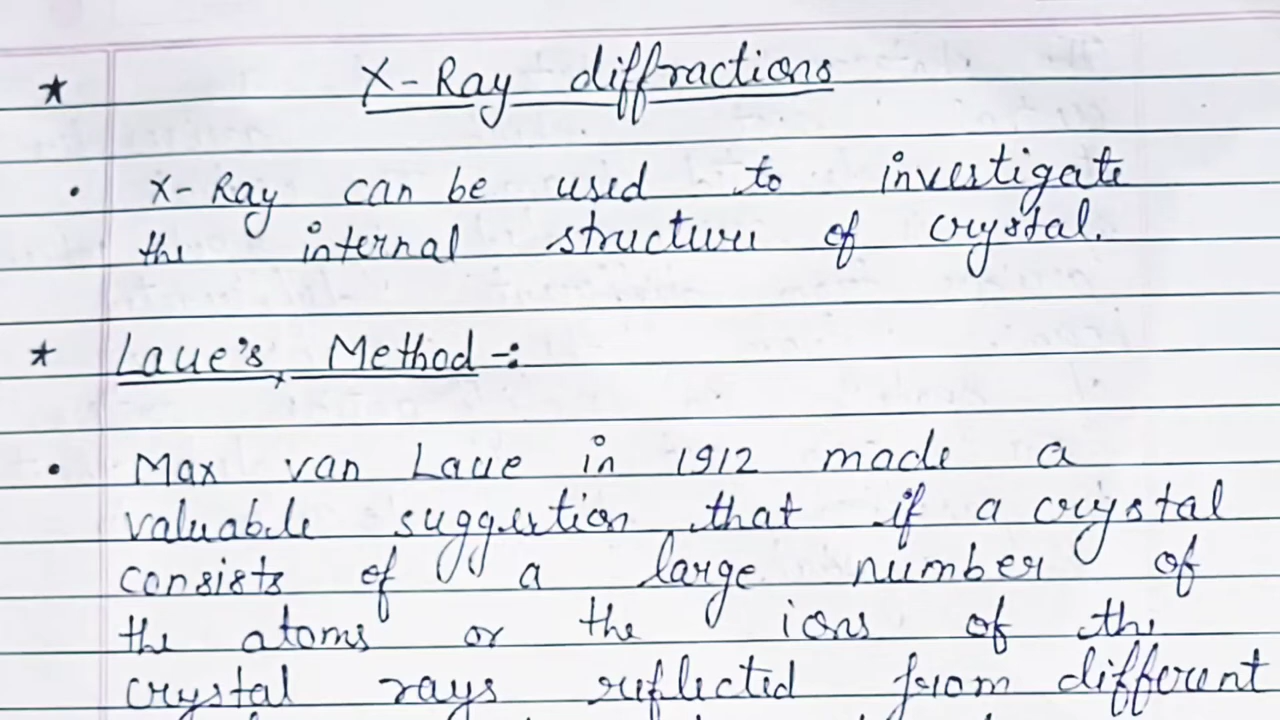 ★ X-Ray diffractions
• X-Ray can be used to investigate
the internal structure of crystal.
★ Laue's Method -:
• Max van Laue in 1912 made a
valuable suggestion that if a crystal
consists of a large number of
the atoms or the ions of the
crystal rays reflected from different